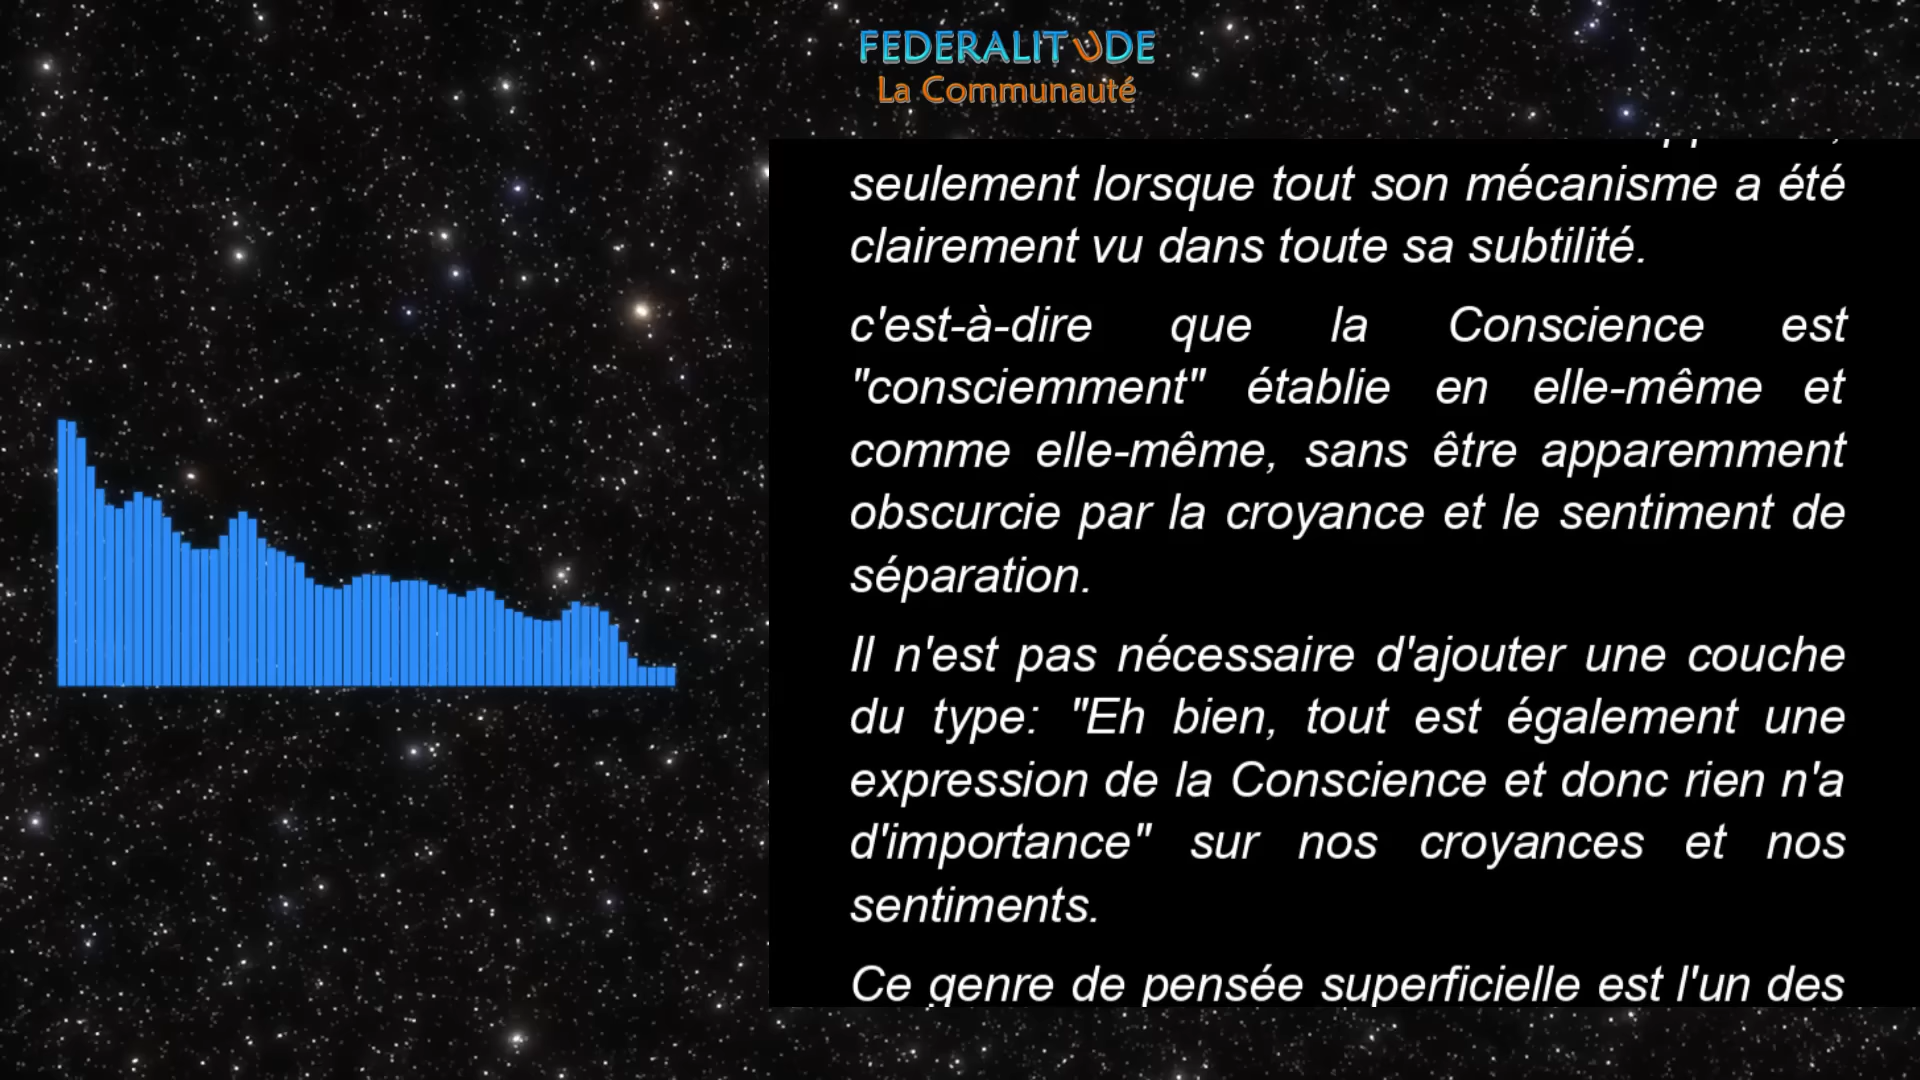 FEDERALITUDE
La Communauté
seulement lorsque tout son mécanisme a été
clairement vu dans toute sa subtilité.
c'est-à-dire que la Conscience est
"consciemment" établie en elle-même et
comme elle-même, sans être apparemment
obscurcie par la croyance et le sentiment de
séparation.
Il n'est pas nécessaire d'ajouter une couche
du type: "Eh bien, tout est également une
expression de la Conscience et donc rien n'a
d'importance" sur nos croyances et nos
sentiments.
Ce genre de pensée superficielle est l'un des